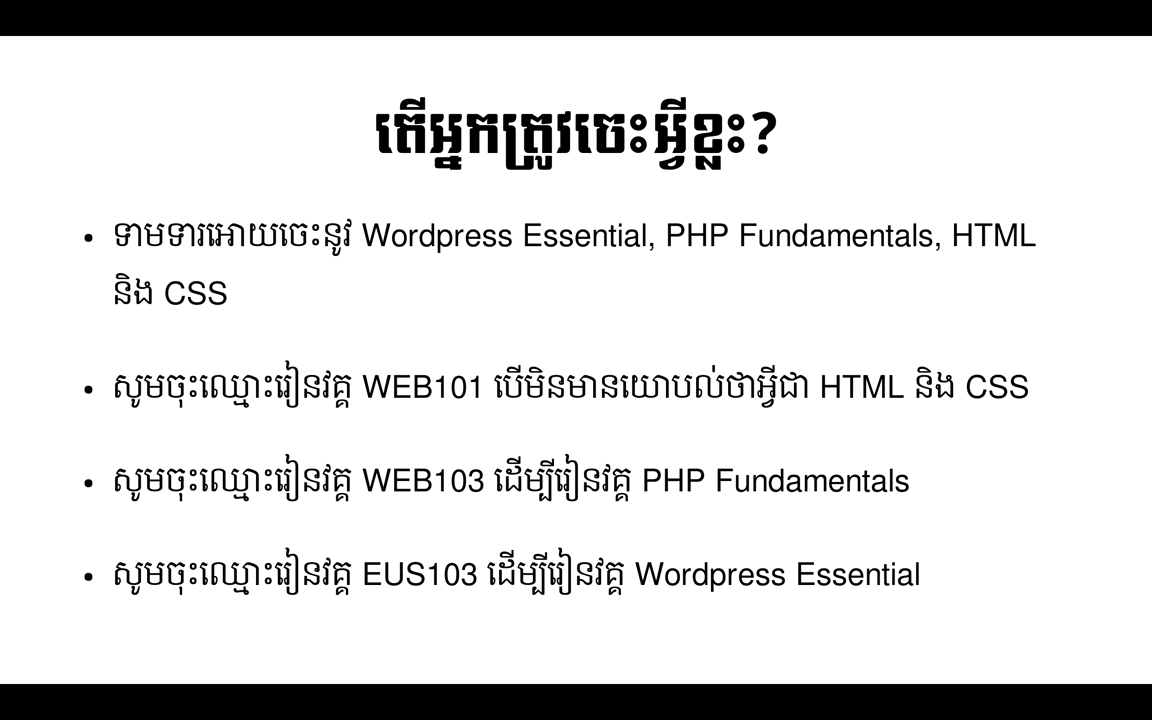 តើអ្នកត្រូវចេះអ្វីខ្លះ?
• ទាមទារអោយចេះនូវ Wordpress Essential, PHP Fundamentals, HTML
និង CSS
• សូមចុះឈ្មោះរៀនវគ្គ WEB101 បើមិនមានយោបល់ថាអ្វីជា HTML និង CSS
• សូមចុះឈ្មោះរៀនវគ្គ WEB103 ដើម្បីរៀនវគ្គ PHP Fundamentals
• សូមចុះឈ្មោះរៀនវគ្គ EUS103 ដើម្បីរៀនវគ្គ Wordpress Essential